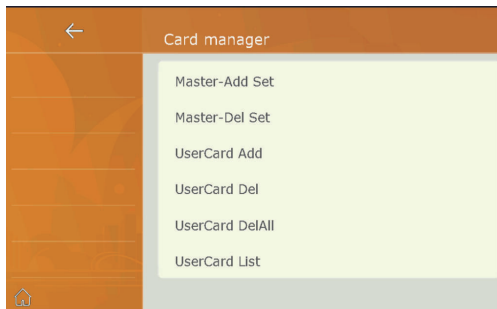 Card manager
Master-Add Set
Master-Del Set
UserCard Add
UserCard Del
UserCard DelAll
UserCard List